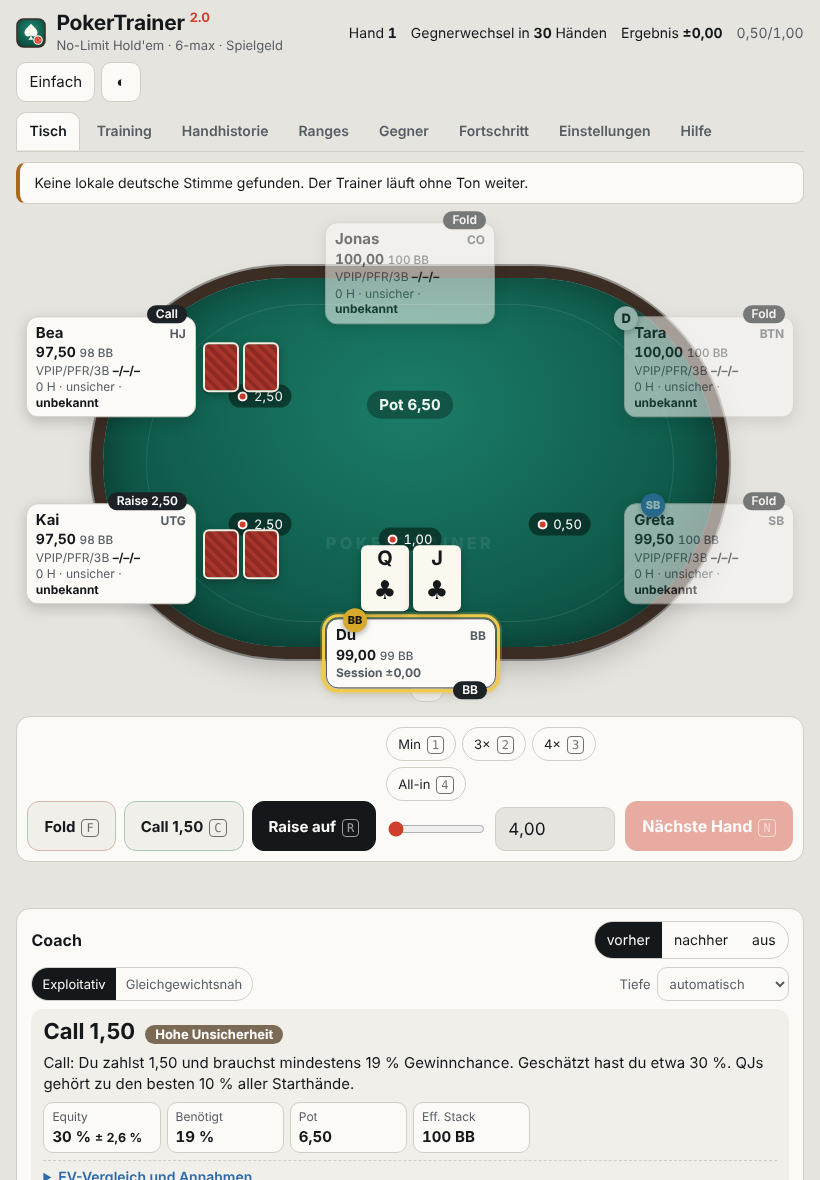 PokerTrainer 2.0
No-Limit Hold'em · 6-max · Spielgeld
Hand 1 Gegnerwechsel in 30 Händen Ergebnis ±0,00 0,50/1,00
Einfach
Tisch Training Handhistorie Ranges Gegner Fortschritt Einstellungen Hilfe
Keine lokale deutsche Stimme gefunden. Der Trainer läuft ohne Ton weiter.
Fold
Jonas CO
100,00 100 BB
VPIP/PFR/3B –/–/–
0 H · unsicher ·
unbekannt
Call
Bea HJ
97,50 98 BB
VPIP/PFR/3B –/–/–
0 H · unsicher ·
unbekannt
2,50
Pot 6,50
Fold
D
Tara BTN
100,00 100 BB
VPIP/PFR/3B –/–/–
0 H · unsicher ·
unbekannt
Raise 2,50
Kai UTG
97,50 98 BB
VPIP/PFR/3B –/–/–
0 H · unsicher ·
unbekannt
2,50
1,00
0,50
Fold
SB
Greta SB
99,50 100 BB
VPIP/PFR/3B –/–/–
0 H · unsicher ·
unbekannt
Q J
BB
Du BB
99,00 99 BB
Session ±0,00
BB
Min 1 3× 2 4× 3
All-in 4
Fold F Call 1,50 C Raise auf R 4,00 Nächste Hand N
Coach vorher nachher aus
Exploitativ Gleichgewichtsnah Tiefe automatisch
Call 1,50 Hohe Unsicherheit
Call: Du zahlst 1,50 und brauchst mindestens 19 % Gewinnchance. Geschätzt hast du etwa 30 %. QJs
gehört zu den besten 10 % aller Starthände.
Equity Benötigt Pot Eff. Stack
30 % ± 2,6 % 19 % 6,50 100 BB
EV-Vergleich und Annahmen